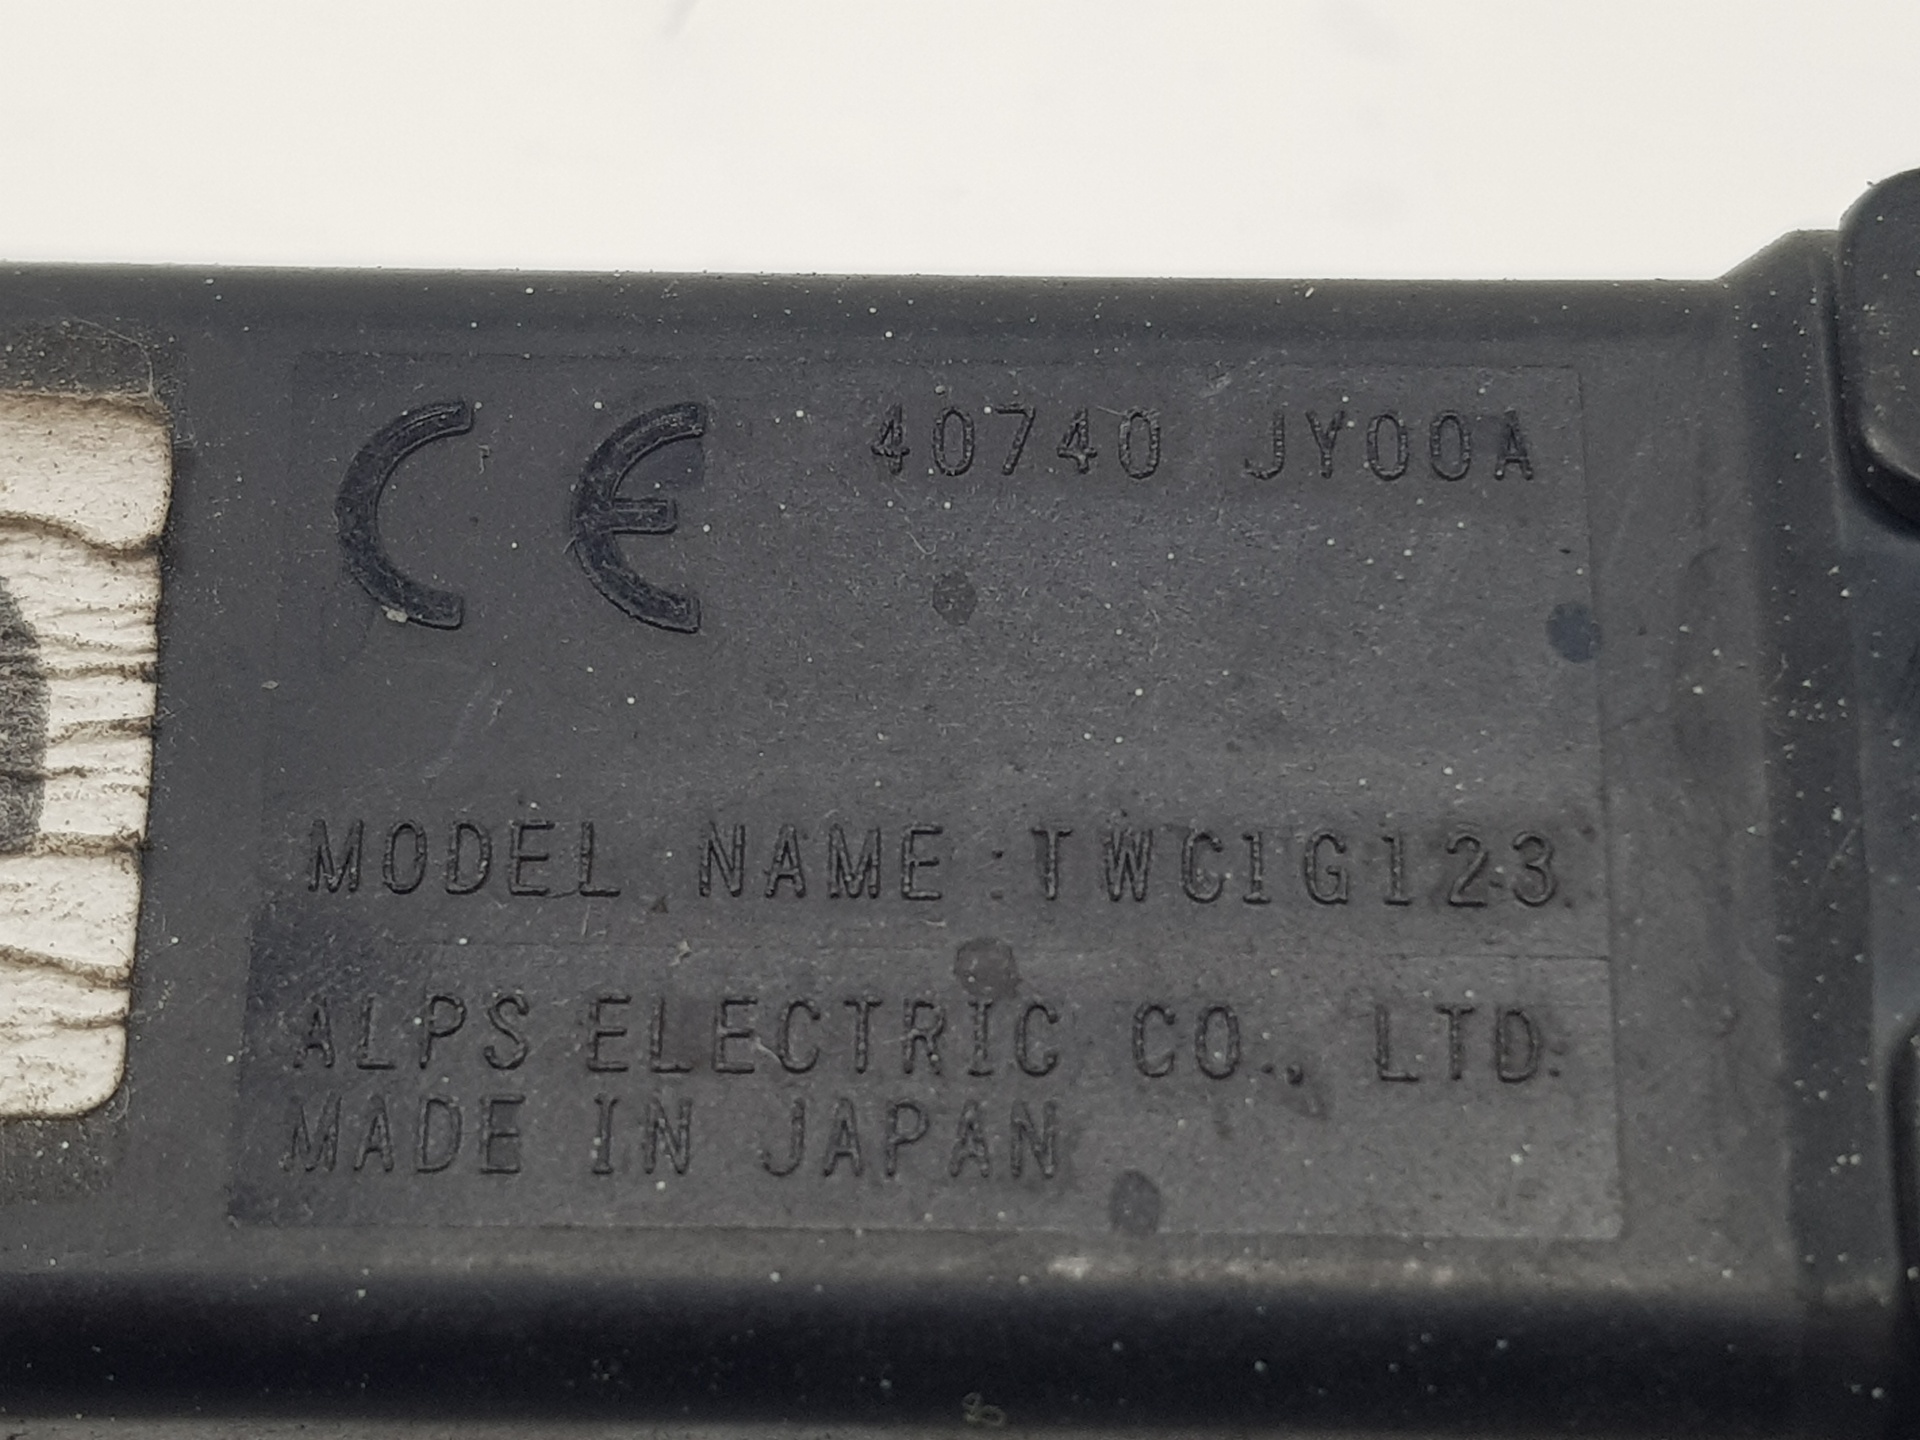 CE 40740 JY00A
MODEL NAME : TWC1G123
ALPS ELECTRIC CO., LTD.
MADE IN JAPAN